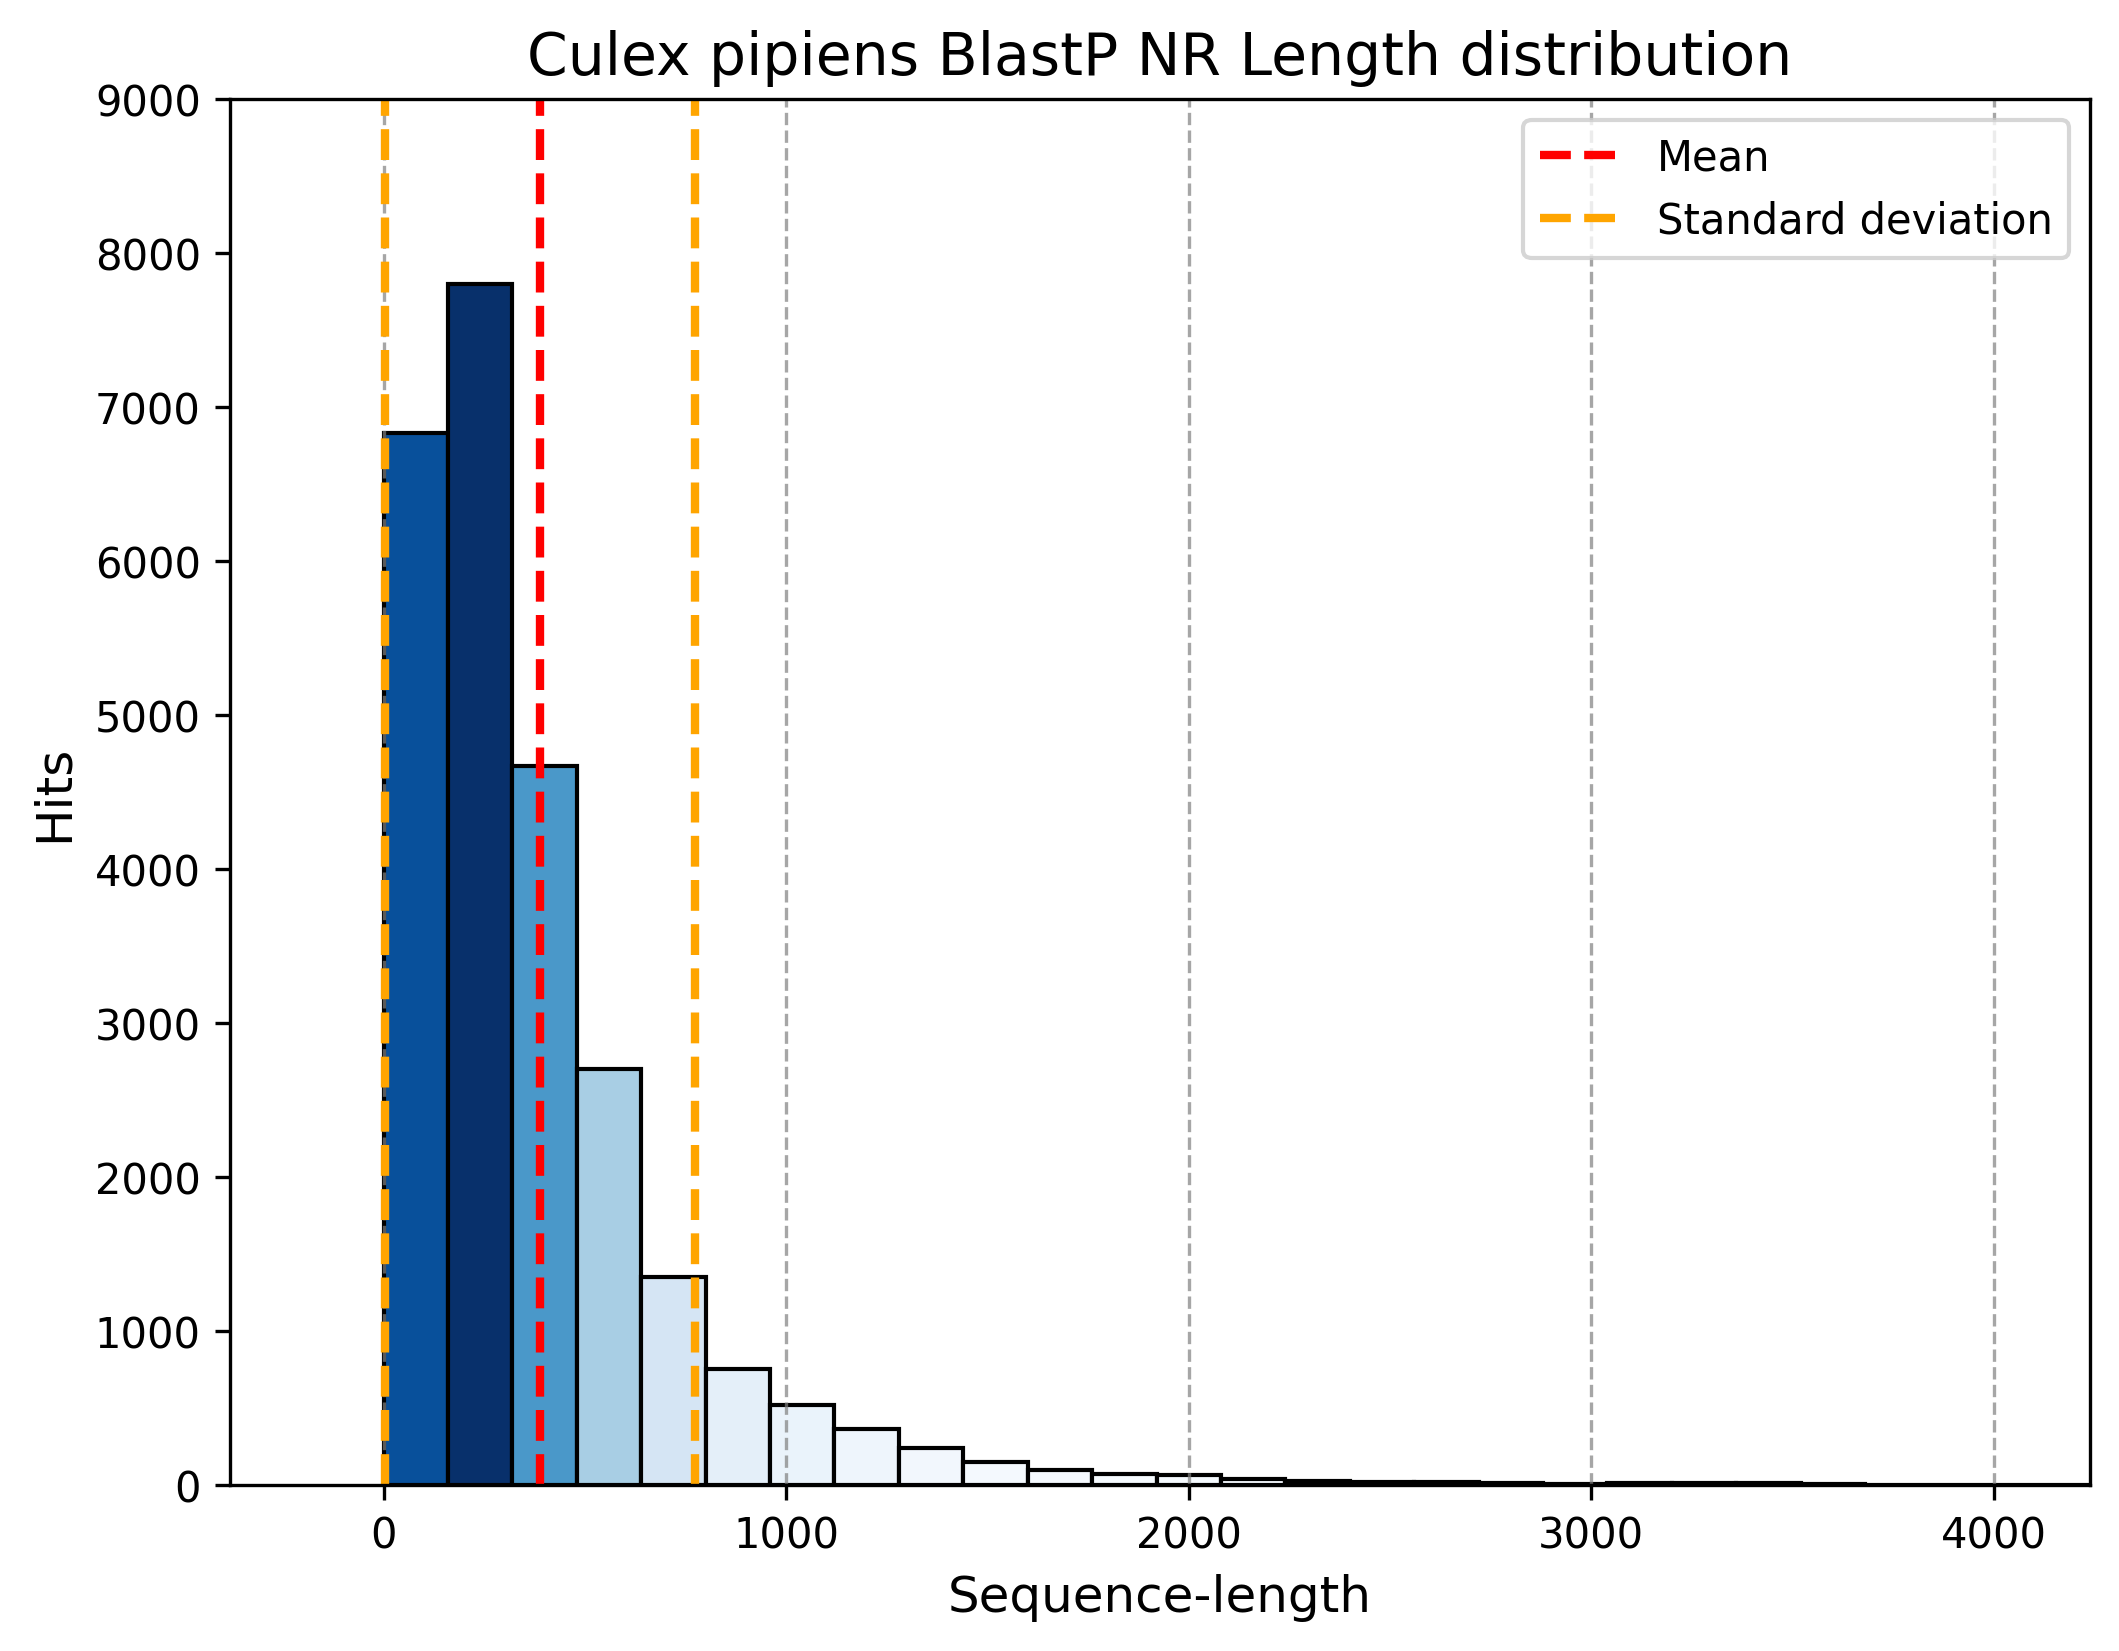 Culex pipiens BlastP NR Length distribution
9000
8000
7000
6000
5000
4000
3000
2000
1000
0
Hits
Mean
Standard deviation
0 1000 2000 3000 4000
Sequence-length